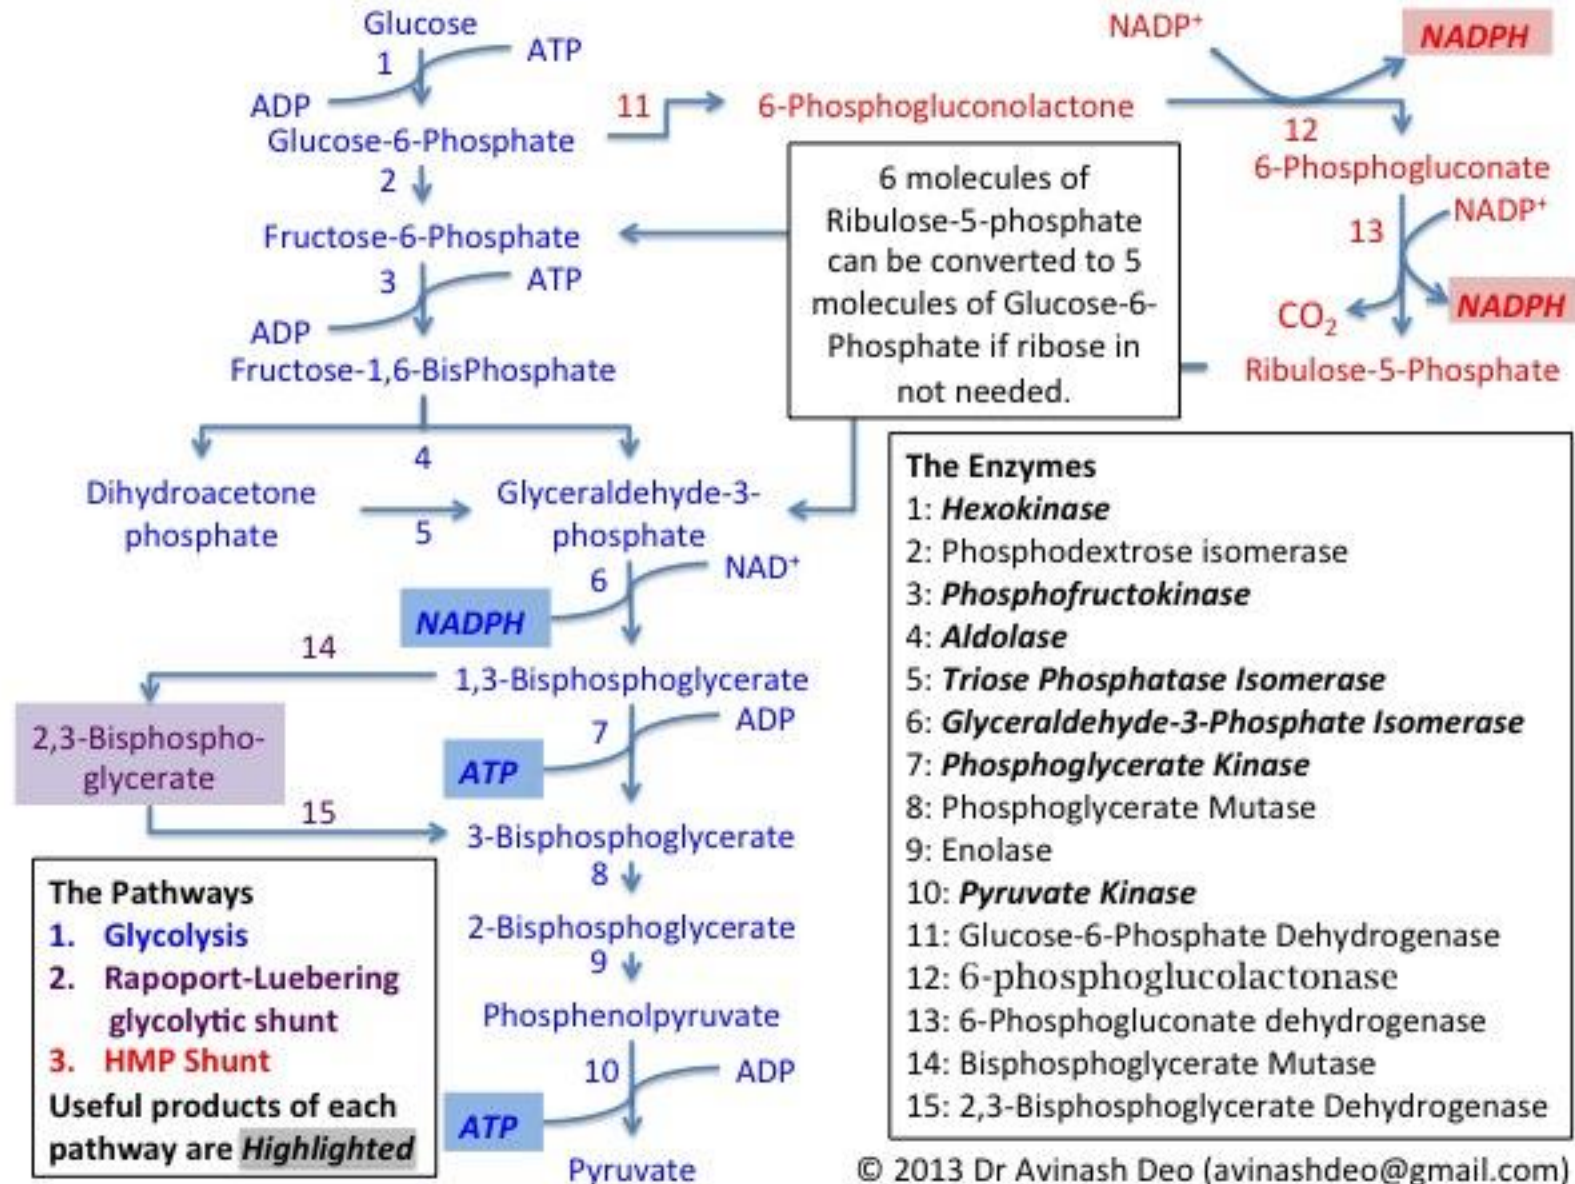 Glucose
1
ATP
ADP
Glucose-6-Phosphate
2
Fructose-6-Phosphate
3
ATP
ADP
Fructose-1,6-BisPhosphate
4
Dihydroacetone
phosphate
5
Glyceraldehyde-3-
phosphate
6
NAD+
NADPH
14
1,3-Bisphosphoglycerate
7
ADP
ATP
2,3-Bisphospho-
glycerate
15
3-Bisphosphoglycerate
8
2-Bisphosphoglycerate
9
Phosphenolpyruvate
10
ADP
ATP
Pyruvate
11
6-Phosphogluconolactone
NADP+
NADPH
12
6-Phosphogluconate
13
NADP+
NADPH
CO2
Ribulose-5-Phosphate
6 molecules of
Ribulose-5-phosphate
can be converted to 5
molecules of Glucose-6-
Phosphate if ribose in
not needed.
The Pathways
1. Glycolysis
2. Rapoport-Luebering
glycolytic shunt
3. HMP Shunt
Useful products of each
pathway are Highlighted
The Enzymes
1: Hexokinase
2: Phosphodextrose isomerase
3: Phosphofructokinase
4: Aldolase
5: Triose Phosphatase Isomerase
6: Glyceraldehyde-3-Phosphate Isomerase
7: Phosphoglycerate Kinase
8: Phosphoglycerate Mutase
9: Enolase
10: Pyruvate Kinase
11: Glucose-6-Phosphate Dehydrogenase
12: 6-phosphoglucolactonase
13: 6-Phosphogluconate dehydrogenase
14: Bisphosphoglycerate Mutase
15: 2,3-Bisphosphoglycerate Dehydrogenase
© 2013 Dr Avinash Deo (avinashdeo@gmail.com)